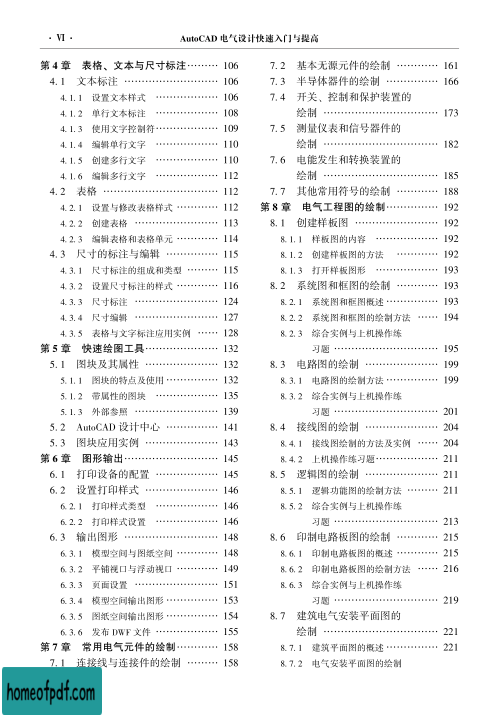 · Ⅵ ·
AutoCAD 电气设计快速入门与提高
第 4 章 表格、文本与尺寸标注 ……… 106
4.1 文本标注 ………………………… 106
4.1.1 设置文本样式 ……………… 106
4.1.2 单行文本标注 ……………… 108
4.1.3 使用文字控制符……………… 109
4.1.4 编辑单行文字 ……………… 110
4.1.5 创建多行文字 ……………… 110
4.1.6 编辑多行文字 ……………… 112
4.2 表格 ……………………………… 112
4.2.1 设置与修改表格样式 ………… 112
4.2.2 创建表格 …………………… 113
4.2.3 编辑表格和表格单元 ………… 114
4.3 尺寸的标注与编辑 ……………… 115
4.3.1 尺寸标注的组成和类型 ……… 115
4.3.2 设置尺寸标注的样式 ………… 116
4.3.3 尺寸标注 …………………… 124
4.3.4 尺寸编辑 …………………… 127
4.3.5 表格与文字标注应用实例 …… 128
第 5 章 快速绘图工具………………… 132
5.1 图块及其属性 …………………… 132
5.1.1 图块的特点及使用 …………… 132
5.1.2 带属性的图块 ……………… 135
5.1.3 外部参照 …………………… 139
5.2 AutoCAD 设计中心 ……………… 141
5.3 图块应用实例 …………………… 143
第 6 章 图形输出……………………… 145
6.1 打印设备的配置 ………………… 145
6.2 设置打印样式 …………………… 146
6.2.1 打印样式类型 ……………… 146
6.2.2 打印样式设置 ……………… 146
6.3 输出图形 ………………………… 148
6.3.1 模型空间与图纸空间 ………… 148
6.3.2 平铺视口与浮动视口 ………… 149
6.3.3 页面设置 …………………… 151
6.3.4 模型空间输出图形 …………… 153
6.3.5 图纸空间输出图形 …………… 154
6.3.6 发布 DWF 文件 ……………… 155
第 7 章 常用电气元件的绘制………… 158
7.1 连接线与连接件的绘制 ……… 158
7.2 基本无源元件的绘制 ………… 161
7.3 半导体器件的绘制 …………… 166
7.4 开关、控制和保护装置的
绘制 …………………………… 173
7.5 测量仪表和信号器件的
绘制 …………………………… 182
7.6 电能发生和转换装置的
绘制 …………………………… 185
7.7 其他常用符号的绘制 ………… 188
第 8 章 电气工程图的绘制…………… 192
8.1 创建样板图 …………………… 192
8.1.1 样板图的内容 ……………… 192
8.1.2 创建样板图的方法 ………… 192
8.1.3 打开样板图形 ……………… 193
8.2 系统图和框图的绘制 ………… 193
8.2.1 系统图和框图概述 …………… 193
8.2.2 系统图和框图的绘制方法 …… 194
8.2.3 综合实例与上机操作练
习题 ………………………… 195
8.3 电路图的绘制 ………………… 199
8.3.1 电路图的绘制方法 …………… 199
8.3.2 综合实例与上机操作练
习题 ………………………… 201
8.4 接线图的绘制 ………………… 204
8.4.1 接线图绘制的方法及实例 …… 204
8.4.2 上机操作练习题……………… 211
8.5 逻辑图的绘制 ………………… 211
8.5.1 逻辑功能图的绘制方法 ……… 211
8.5.2 综合实例与上机操作练
习题 ………………………… 213
8.6 印制电路板图的绘制 ………… 215
8.6.1 印制电路板图的概述 ………… 215
8.6.2 印制电路板图的绘制方法 …… 216
8.6.3 综合实例与上机操作练
习题 ………………………… 219
8.7 建筑电气安装平面图的
绘制 …………………………… 221
8.7.1 建筑平面图的概述 …………… 221
8.7.2 电气安装平面图的绘制
homeofpdf.com